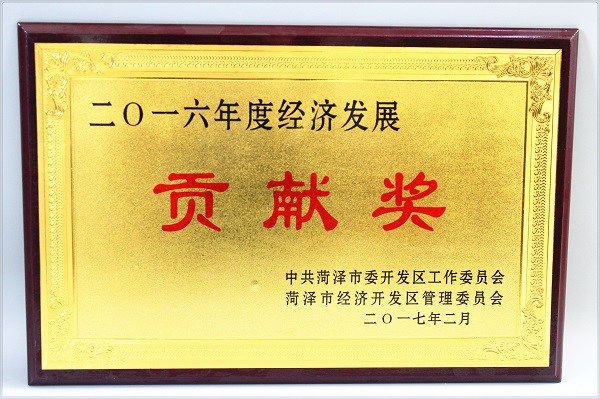 二〇一六年度经济发展
贡献奖
中共菏泽市委开发区工作委员会
菏泽市经济开发区管理委员会
二〇一七年二月